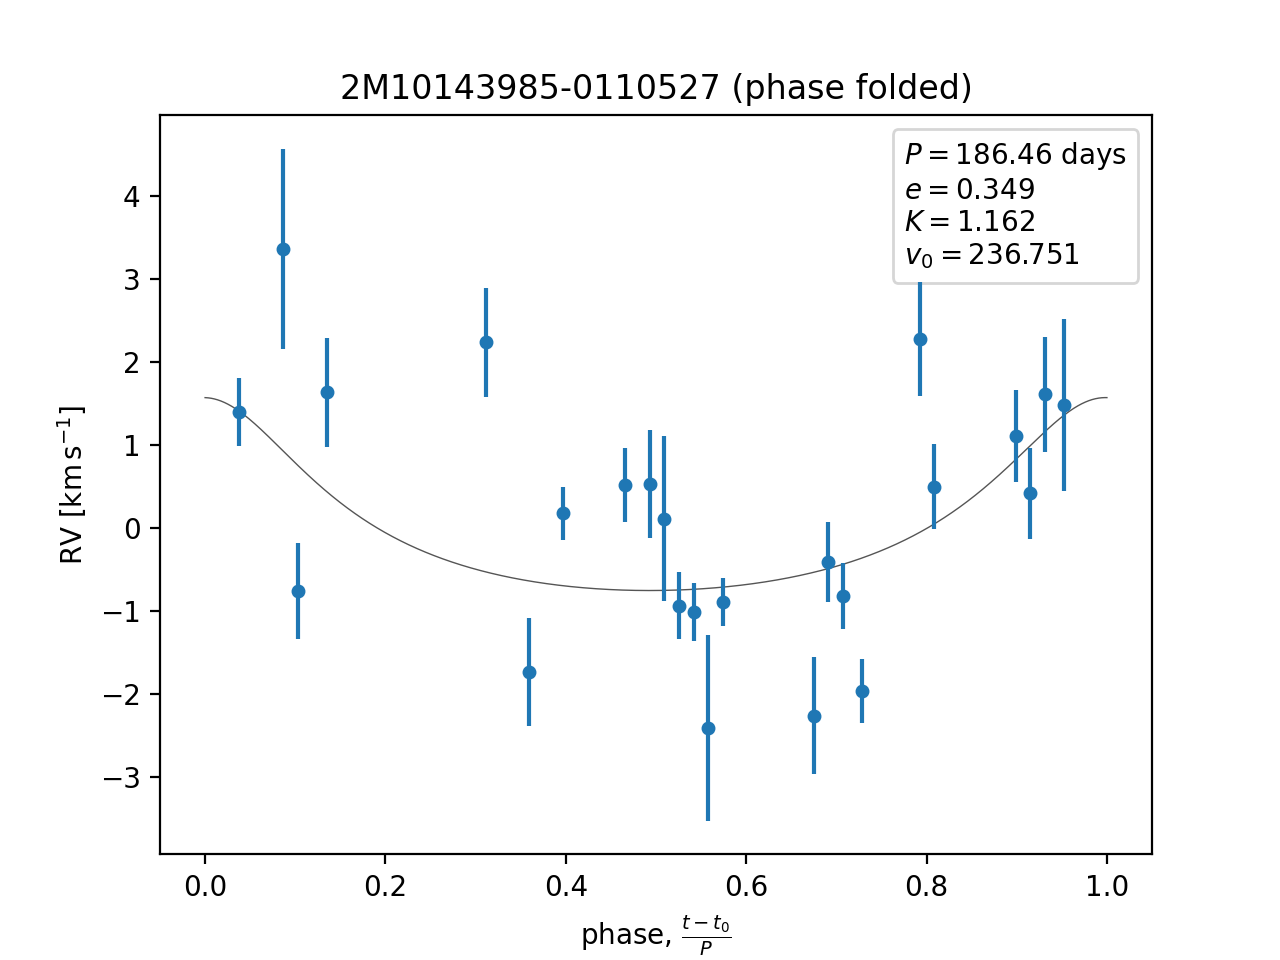 2M10143985-0110527 (phase folded)
P = 186.46 days
e = 0.349
K = 1.162
v₀ = 236.751
RV [km s⁻¹]
4
3
2
1
0
−1
−2
−3
0.0 0.2 0.4 0.6 0.8 1.0
phase, (t − t₀)/P